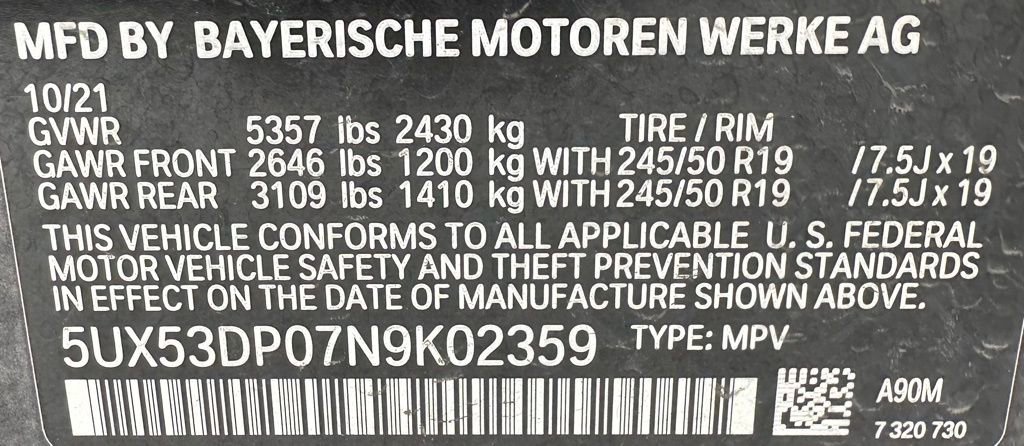 MFD BY BAYERISCHE MOTOREN WERKE AG
10/21
GVWR 5357 lbs 2430 kg TIRE / RIM
GAWR FRONT 2646 lbs 1200 kg WITH 245/50 R19 /7.5J x 19
GAWR REAR 3109 lbs 1410 kg WITH 245/50 R19 /7.5J x 19
THIS VEHICLE CONFORMS TO ALL APPLICABLE U. S. FEDERAL
MOTOR VEHICLE SAFETY AND THEFT PREVENTION STANDARDS
IN EFFECT ON THE DATE OF MANUFACTURE SHOWN ABOVE.
5UX53DP07N9K02359 TYPE: MPV
A90M
7 320 730